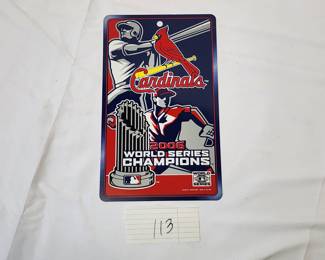 Cardinals
2006
WORLD SERIES
CHAMPIONS
113